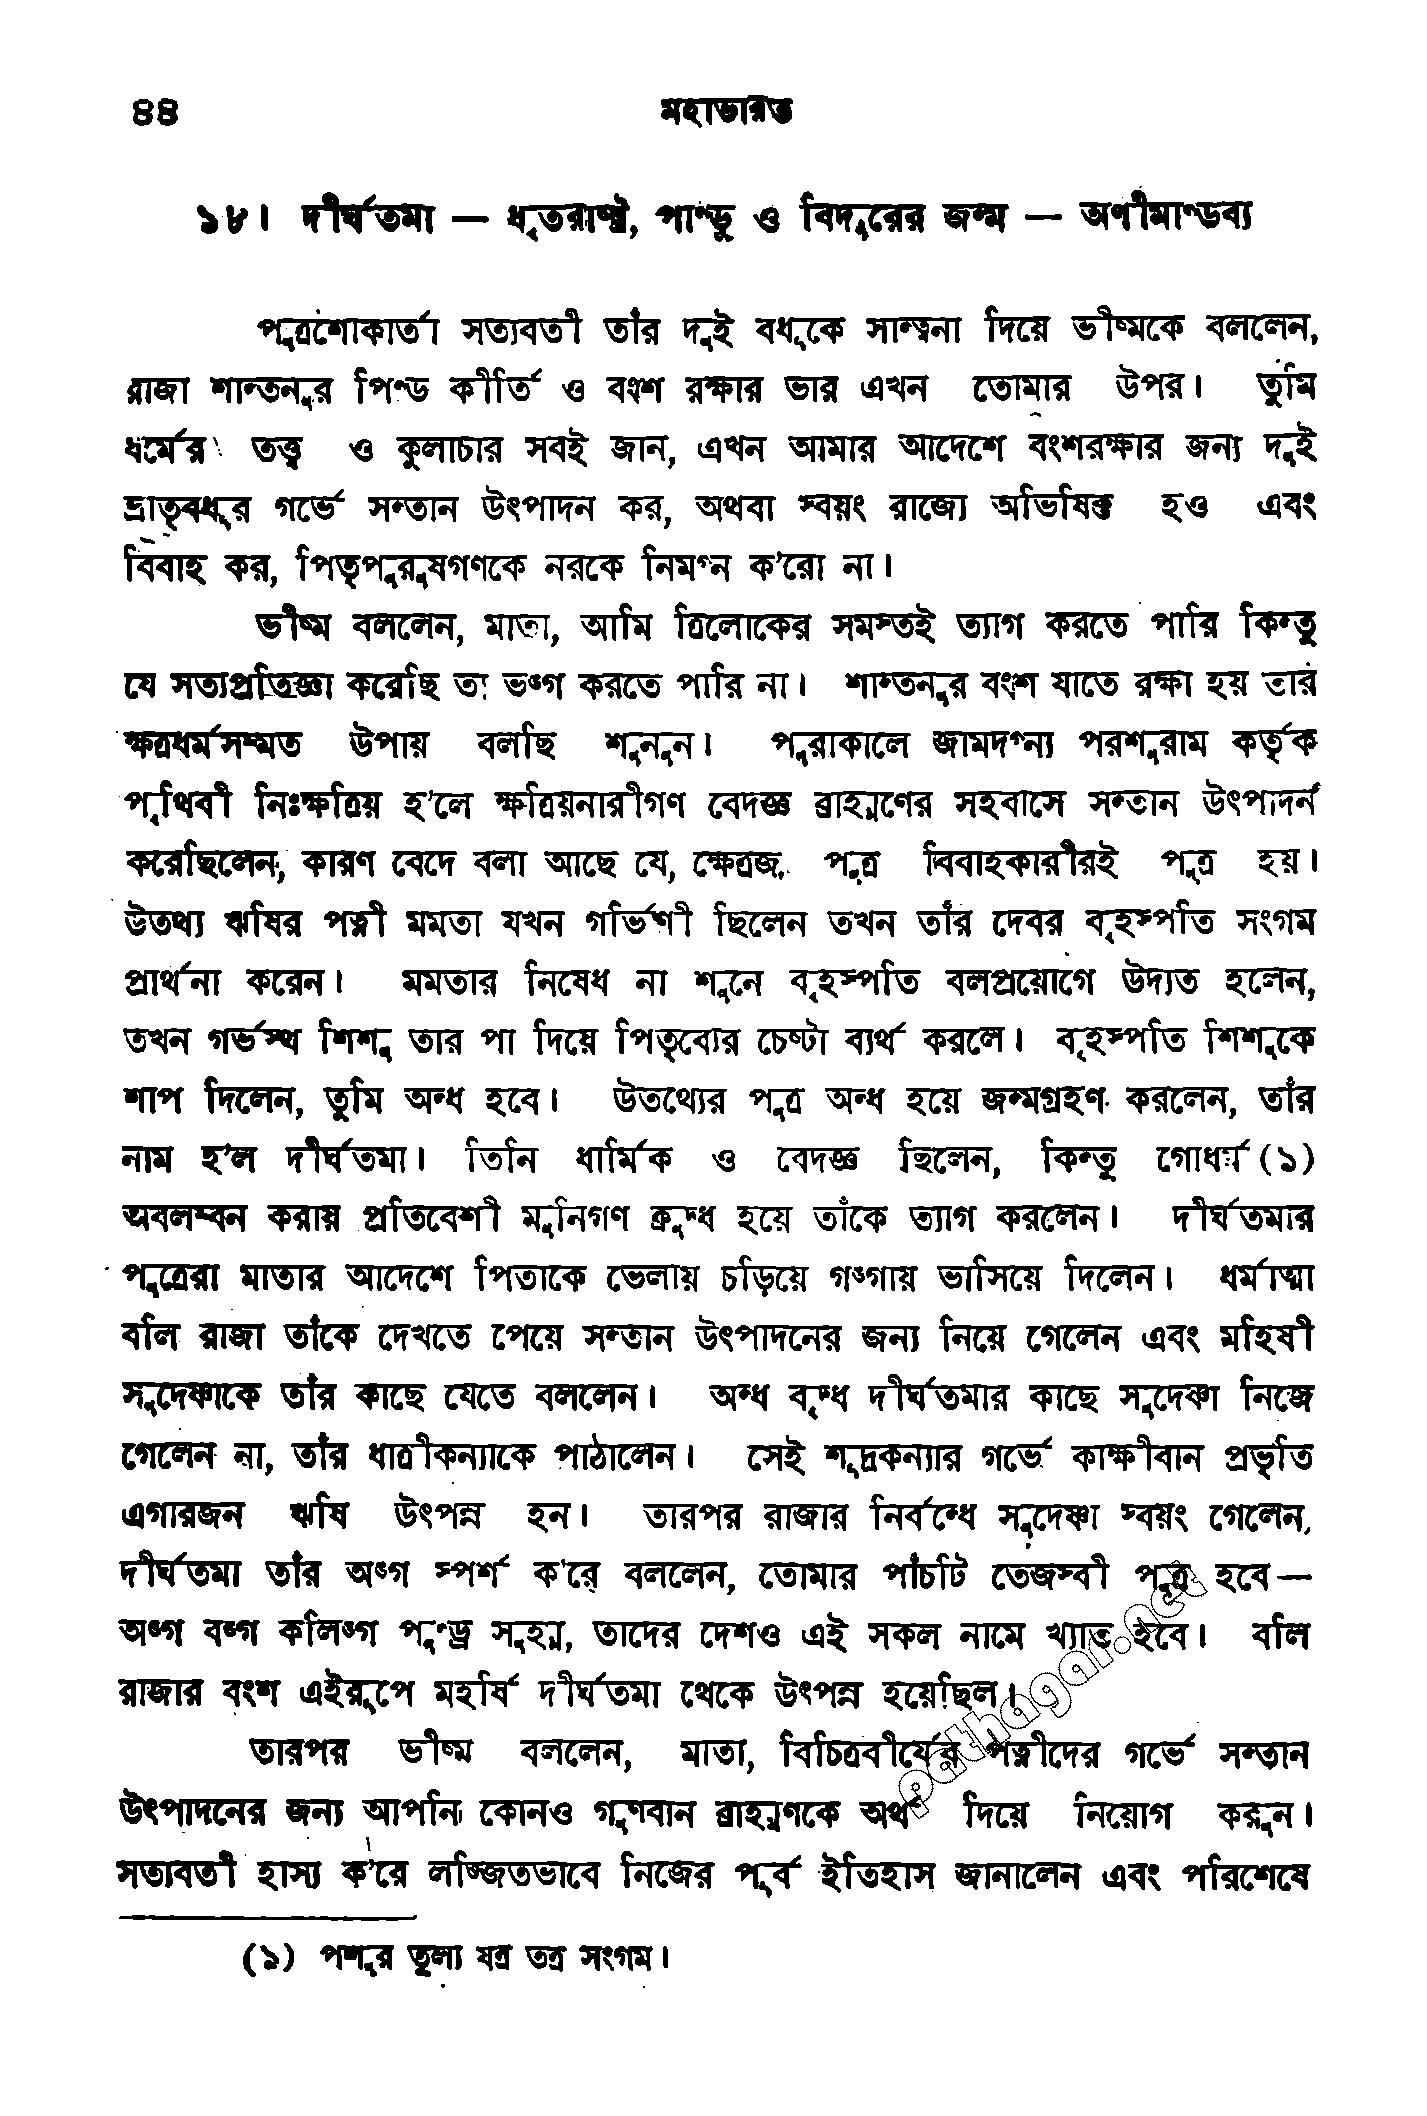 ৪৪ মহাভারত
১৮। দীর্ঘতমা — ধৃতরাষ্ট্র, পাণ্ডু ও বিদুরের জন্ম — অণীমাণ্ডব্য
পুত্রশোকার্তা সত্যবতী তাঁর দুই বধূকে সান্ত্বনা দিয়ে ভীষ্মকে বললেন,
রাজা শান্তনুর পিণ্ড কীর্তি ও বংশ রক্ষার ভার এখন তোমার উপর। তুমি
ধর্মের তত্ত্ব ও কুলাচার সবই জান, এখন আমার আদেশে বংশরক্ষার জন্য দুই
ভ্রাতৃবধূর গর্ভে সন্তান উৎপাদন কর, অথবা স্বয়ং রাজ্যে অভিষিক্ত হও এবং
বিবাহ কর, পিতৃপুরুষগণকে নরকে নিমগ্ন ক'রো না।
ভীষ্ম বললেন, মাতা, আমি ত্রিলোকের সমস্তই ত্যাগ করতে পারি কিন্তু
যে সত্যপ্রতিজ্ঞা করেছি তা ভঙ্গ করতে পারি না। শান্তনুর বংশ যাতে রক্ষা হয় তার
ক্ষত্রধর্মসম্মত উপায় বলছি শুনুন। পুরাকালে জামদগ্ন্য পরশুরাম কর্তৃক
পৃথিবী নিঃক্ষত্রিয় হ'লে ক্ষত্রিয়নারীগণ বেদজ্ঞ ব্রাহ্মণের সহবাসে সন্তান উৎপাদন
করেছিলেন, কারণ বেদে বলা আছে যে, ক্ষেত্রজ পুত্র বিবাহকারীরই পুত্র হয়।
উতথ্য ঋষির পত্নী মমতা যখন গর্ভিণী ছিলেন তখন তাঁর দেবর বৃহস্পতি সংগম
প্রার্থনা করেন। মমতার নিষেধ না শুনে বৃহস্পতি বলপ্রয়োগে উদ্যত হলেন,
তখন গর্ভস্থ শিশু তার পা দিয়ে পিতৃব্যের চেষ্টা ব্যর্থ করলে। বৃহস্পতি শিশুকে
শাপ দিলেন, তুমি অন্ধ হবে। উতথ্যের পুত্র অন্ধ হয়ে জন্মগ্রহণ করলেন, তাঁর
নাম হ'ল দীর্ঘতমা। তিনি ধার্মিক ও বেদজ্ঞ ছিলেন, কিন্তু গোধর্ম (১)
অবলম্বন করায় প্রতিবেশী মুনিগণ ক্রুদ্ধ হয়ে তাঁকে ত্যাগ করলেন। দীর্ঘতমার
পুত্রেরা মাতার আদেশে পিতাকে ভেলায় চড়িয়ে গঙ্গায় ভাসিয়ে দিলেন। ধর্মাত্মা
বলি রাজা তাঁকে দেখতে পেয়ে সন্তান উৎপাদনের জন্য নিয়ে গেলেন এবং মহিষী
সুদেষ্ণাকে তাঁর কাছে যেতে বললেন। অন্ধ বৃদ্ধ দীর্ঘতমার কাছে সুদেষ্ণা নিজে
গেলেন না, তাঁর ধাত্রীকন্যাকে পাঠালেন। সেই শূদ্রকন্যার গর্ভে কাক্ষীবান প্রভৃতি
এগারজন ঋষি উৎপন্ন হন। তারপর রাজার নির্বন্ধে সুদেষ্ণা স্বয়ং গেলেন,
দীর্ঘতমা তাঁর অঙ্গ স্পর্শ ক'রে বললেন, তোমার পাঁচটি তেজস্বী পুত্র হবে—
অঙ্গ বঙ্গ কলিঙ্গ পুণ্ড্র সুহ্ম, তাদের দেশও এই সকল নামে খ্যাত হবে। বলি
রাজার বংশ এইরূপে মহর্ষি দীর্ঘতমা থেকে উৎপন্ন হয়েছিল।
তারপর ভীষ্ম বললেন, মাতা, বিচিত্রবীর্যের পত্নীদের গর্ভে সন্তান
উৎপাদনের জন্য আপনি কোনও গুণবান ব্রাহ্মণকে অর্থ দিয়ে নিয়োগ করুন।
সত্যবতী হাস্য ক'রে লজ্জিতভাবে নিজের পূর্ব ইতিহাস জানালেন এবং পরিশেষে
(১) পশুর তুল্য যত্র তত্র সংগম।
pathagar.net